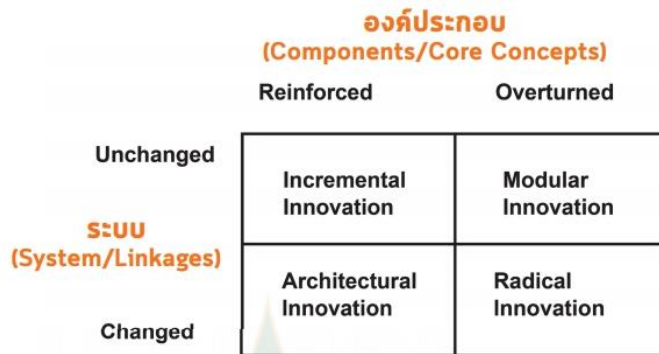 องค์ประกอบ
(Components/Core Concepts)
Reinforced
Overturned
Unchanged
Incremental
Innovation
Modular
Innovation
ระบบ
(System/Linkages)
Architectural
Innovation
Radical
Innovation
Changed